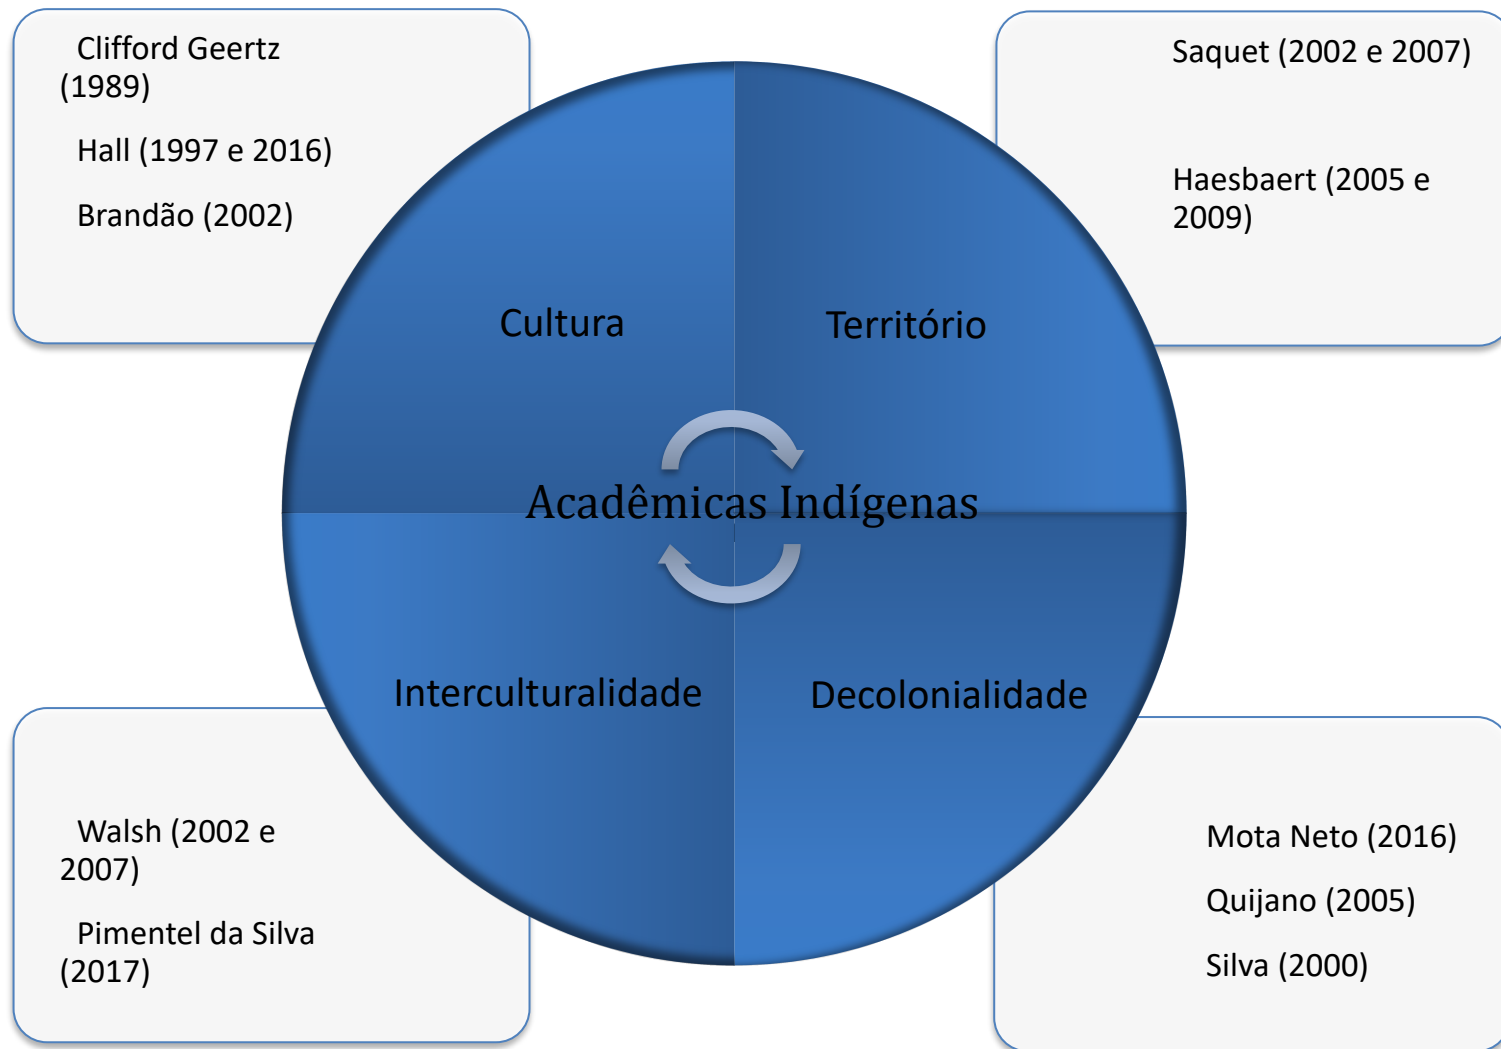 Clifford Geertz
(1989)
Hall (1997 e 2016)
Brandão (2002)
Saquet (2002 e 2007)
Haesbaert (2005 e
2009)
Cultura
Território
Acadêmicas Indígenas
Interculturalidade
Decolonialidade
Walsh (2002 e
2007)
Pimentel da Silva
(2017)
Mota Neto (2016)
Quijano (2005)
Silva (2000)